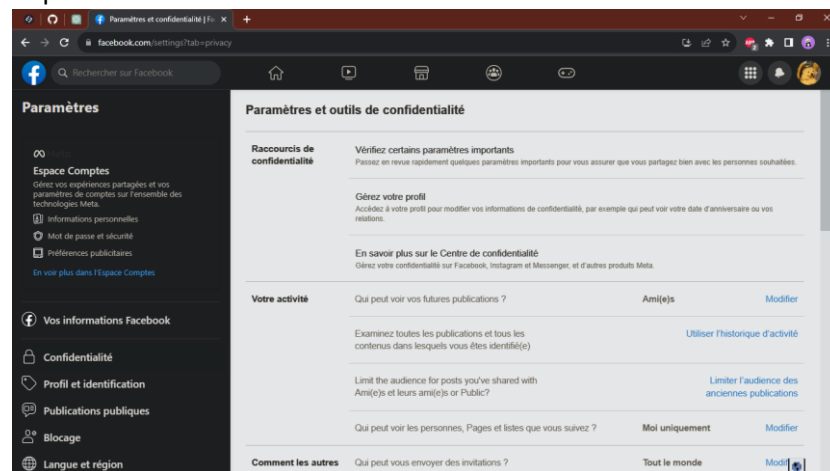 Paramètres et confidentialité | Fa
facebook.com/settings?tab=privacy
Rechercher sur Facebook
Paramètres
Espace Comptes
Gérez vos expériences partagées et vos
paramètres de comptes sur l'ensemble des
technologies Meta.
Informations personnelles
Mot de passe et sécurité
Préférences publicitaires
En voir plus dans l'Espace Comptes
Vos informations Facebook
Confidentialité
Profil et identification
Publications publiques
Blocage
Langue et région
Paramètres et outils de confidentialité
Raccourcis de
confidentialité
Vérifiez certains paramètres importants
Passez en revue rapidement quelques paramètres importants pour vous assurer que vous partagez bien avec les personnes souhaitées.
Gérez votre profil
Accédez à votre profil pour modifier vos informations de confidentialité, par exemple qui peut voir votre date d'anniversaire ou vos
relations.
En savoir plus sur le Centre de confidentialité
Gérez votre confidentialité sur Facebook, Instagram et Messenger, et d'autres produits Meta.
Votre activité
Qui peut voir vos futures publications ?
Ami(e)s
Modifier
Examinez toutes les publications et tous les
contenus dans lesquels vous êtes identifié(e)
Utiliser l'historique d'activité
Limit the audience for posts you've shared with
Ami(e)s et leurs ami(e)s or Public?
Limiter l'audience des
anciennes publications
Qui peut voir les personnes, Pages et listes que vous suivez ?
Moi uniquement
Modifier
Comment les autres
Qui peut vous envoyer des invitations ?
Tout le monde
Modif